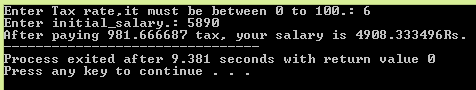 Enter Tax rate,it must be between 0 to 100.: 6
Enter initial_salary.: 5890
After paying 981.666687 tax, your salary is 4908.333496Rs.
--------------------------------
Process exited after 9.381 seconds with return value 0
Press any key to continue . . .